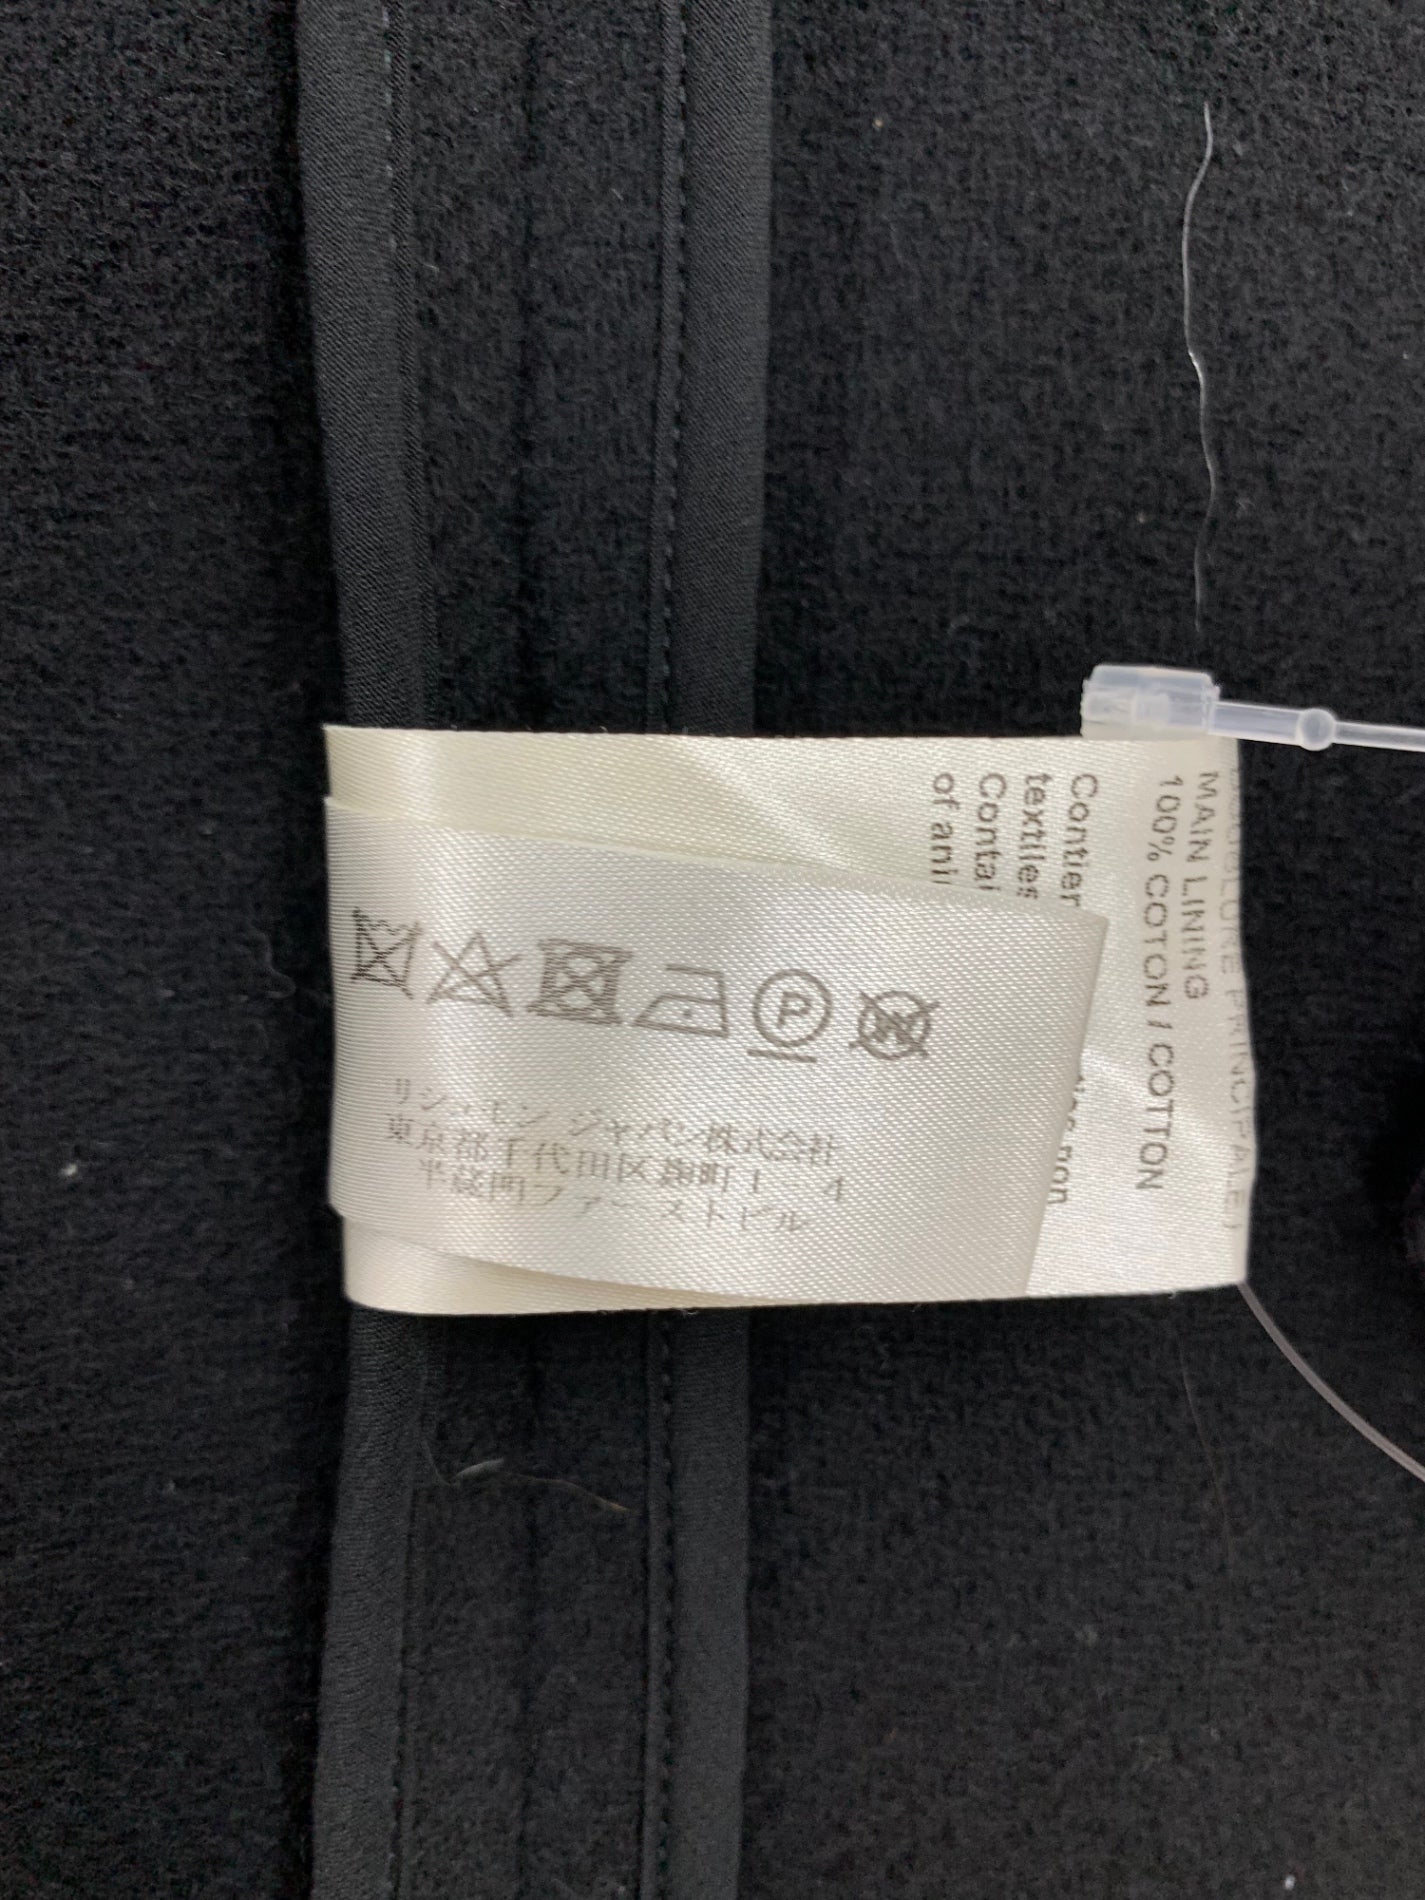 P
W
リシュモン ジャパン株式会社
東京都千代田区麹町1－4
半蔵門ファーストビル
PRINCIPALE)
MAIN LINING
100% COTON / COTTON
Contien
textiles
Contai
of ani